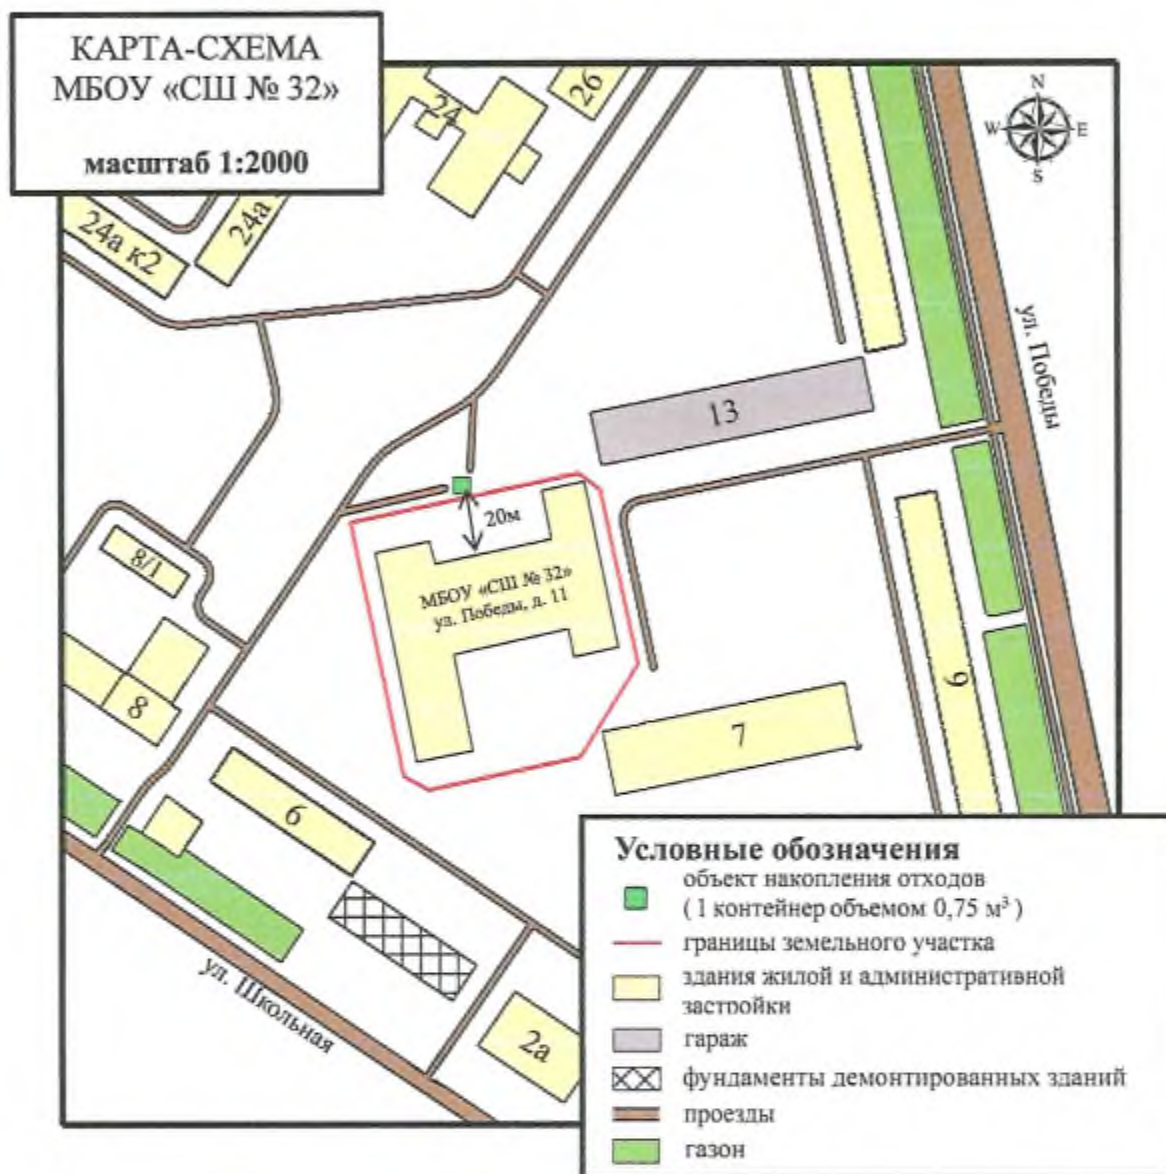 КАРТА-СХЕМА
МБОУ «СШ № 32»
масштаб 1:2000
24
26
24а к2
24а
N
W
E
S
ул. Победы
13
20м
МБОУ «СШ № 32»
ул. Победы, д. 11
8/1
8
9
7
6
2а
ул. Школьная
Условные обозначения
объект накопления отходов
( 1 контейнер объемом 0,75 м³ )
границы земельного участка
здания жилой и административной
застройки
гараж
фундаменты демонтированных зданий
проезды
газон